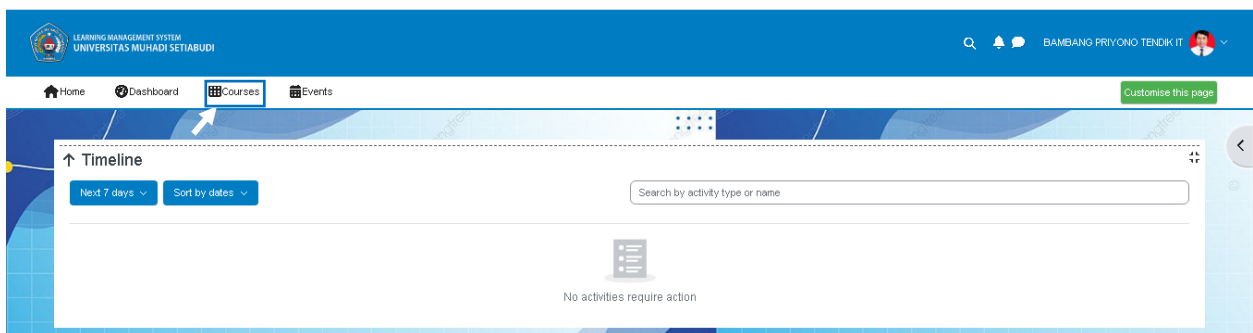 LEARNING MANAGEMENT SYSTEM
UNIVERSITAS MUHADI SETIABUDI
BAMBANG PRIYONO TENDIK IT
Home Dashboard Courses Events
Customise this page
Timeline
Next 7 days Sort by dates
Search by activity type or name
No activities require action